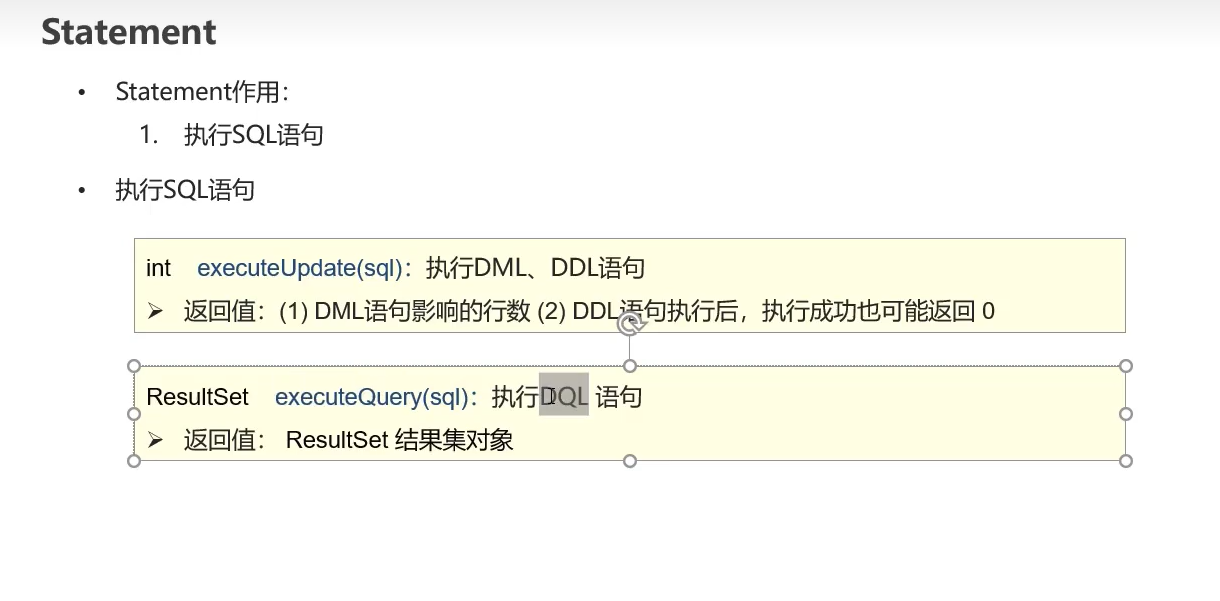 Statement
• Statement作用：
1. 执行SQL语句
• 执行SQL语句
int executeUpdate(sql)：执行DML、DDL语句
➢ 返回值：(1) DML语句影响的行数 (2) DDL语句执行后，执行成功也可能返回 0
ResultSet executeQuery(sql)：执行DQL 语句
➢ 返回值： ResultSet 结果集对象